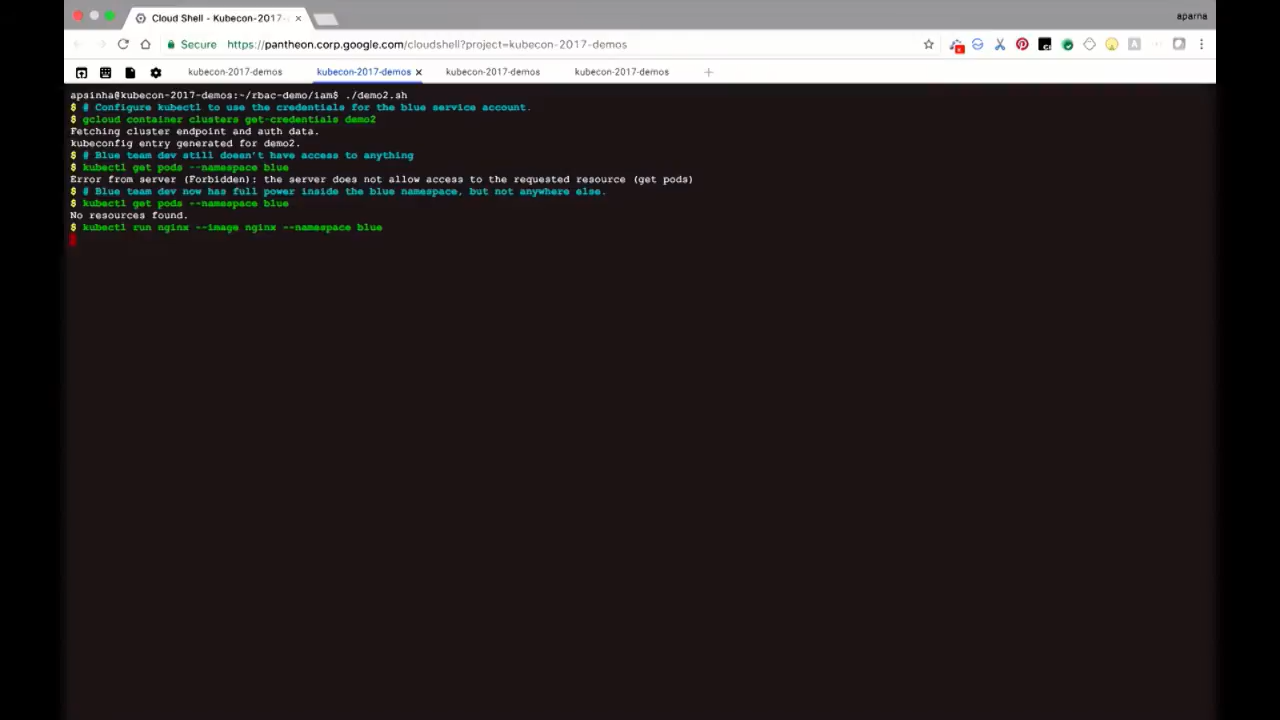 Cloud Shell - Kubecon-2017-
aparna
Secure https://pantheon.corp.google.com/cloudshell?project=kubecon-2017-demos
kubecon-2017-demos kubecon-2017-demos kubecon-2017-demos kubecon-2017-demos
apsinha@kubecon-2017-demos:~/rbac-demo/iam$ ./demo2.sh
$ # Configure kubectl to use the credentials for the blue service account.
$ gcloud container clusters get-credentials demo2
Fetching cluster endpoint and auth data.
kubeconfig entry generated for demo2.
$ # Blue team dev still doesn't have access to anything
$ kubectl get pods --namespace blue
Error from server (Forbidden): the server does not allow access to the requested resource (get pods)
$ # Blue team dev now has full power inside the blue namespace, but not anywhere else.
$ kubectl get pods --namespace blue
No resources found.
$ kubectl run nginx --image nginx --namespace blue